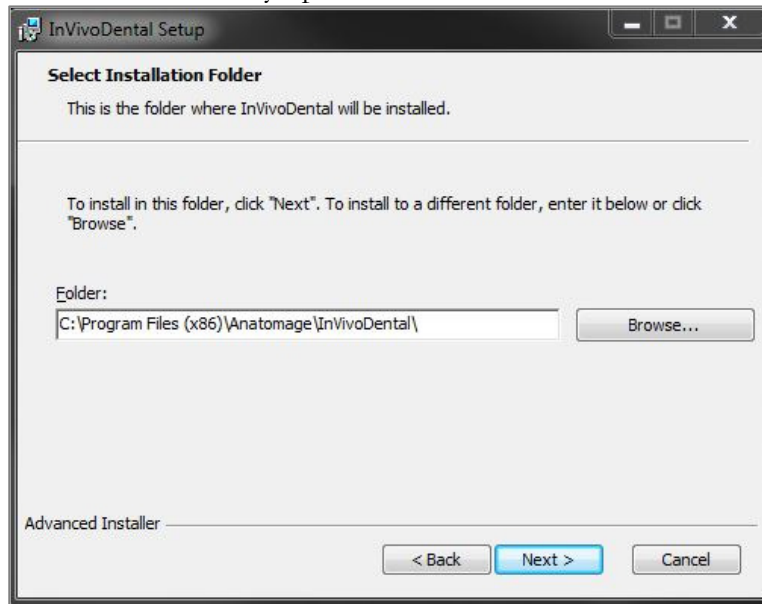 InVivoDental Setup
Select Installation Folder
This is the folder where InVivoDental will be installed.
To install in this folder, click "Next". To install to a different folder, enter it below or click
"Browse".
Folder:
C:\Program Files (x86)\Anatomage\InVivoDental\
Browse...
Advanced Installer
< Back
Next >
Cancel